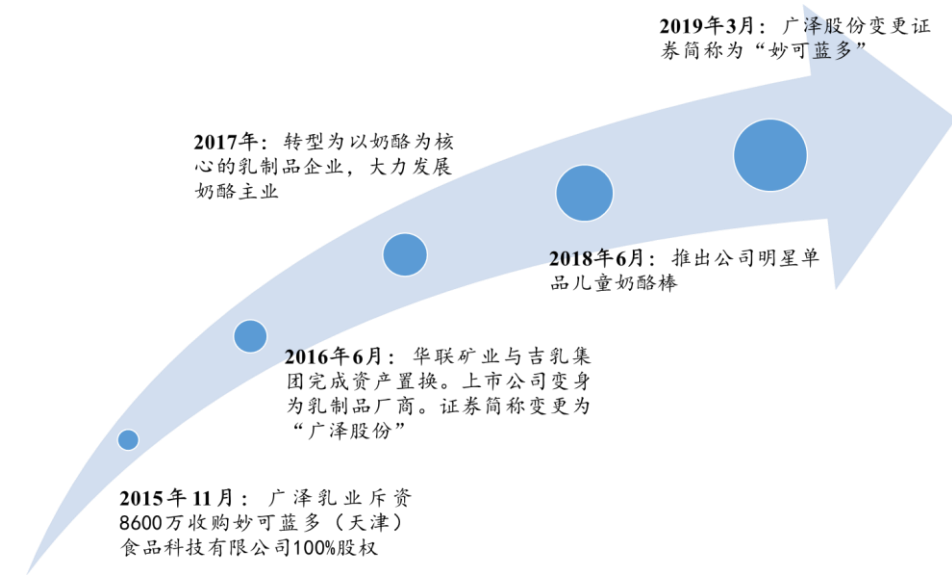 2019年3月：广泽股份变更证
券简称为“妙可蓝多”
2017年：转型为以奶酪为核
心的乳制品企业，大力发展
奶酪主业
2018年6月：推出公司明星单
品儿童奶酪棒
2016年6月：华联矿业与吉乳集
团完成资产置换。上市公司变身
为乳制品厂商。证券简称变更为
“广泽股份”
2015年11月：广泽乳业斥资
8600万收购妙可蓝多（天津）
食品科技有限公司100%股权